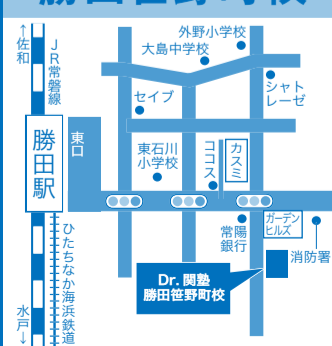 勝田笹野町校
↑佐和
JR常磐線
外野小学校
大島中学校
セイブ
シャト
レーゼ
勝田駅
東口
東石川
小学校
ココス
カスミ
常陽
銀行
ガーデン
ヒルズ
消防署
Dr.関塾
勝田笹野町校
ひたちなか海浜鉄道
水戸↓